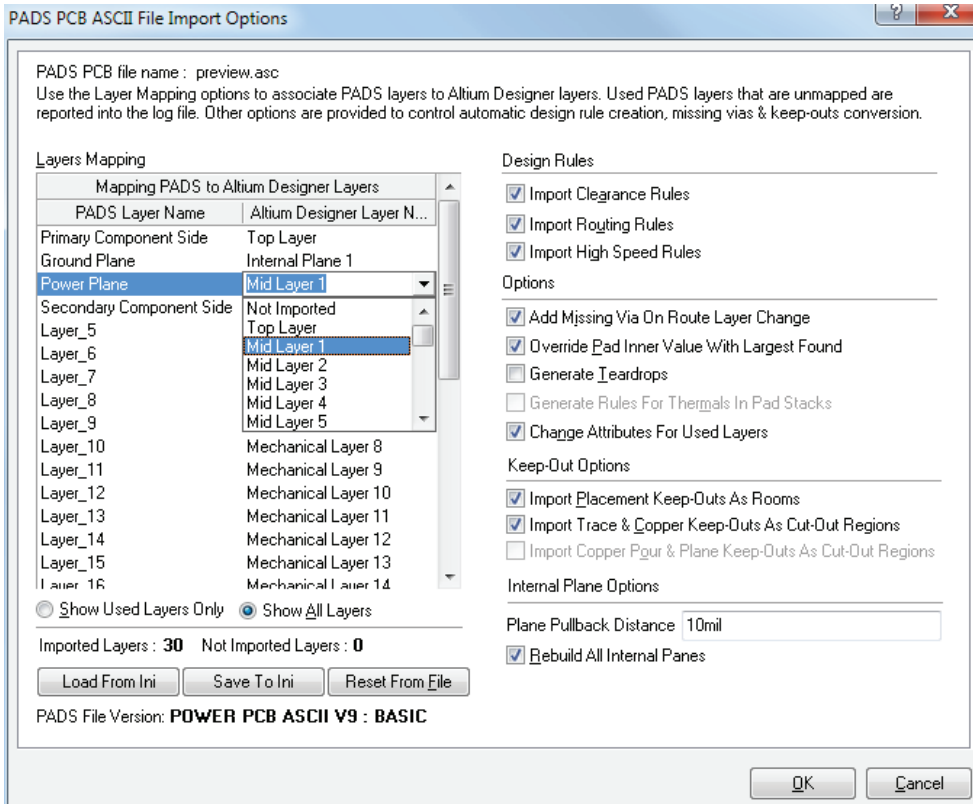 PADS PCB ASCII File Import Options
?
X
PADS PCB file name : preview.asc
Use the Layer Mapping options to associate PADS layers to Altium Designer layers. Used PADS layers that are unmapped are
reported into the log file. Other options are provided to control automatic design rule creation, missing vias & keep-outs conversion.
Layers Mapping
Mapping PADS to Altium Designer Layers
PADS Layer Name Altium Designer Layer N...
Primary Component Side Top Layer
Ground Plane Internal Plane 1
Power Plane Mid Layer 1
Secondary Component Side Not Imported
Layer_5 Top Layer
Layer_6 Mid Layer 1
Layer_7 Mid Layer 2
Layer_8 Mid Layer 3
Layer_9 Mid Layer 4
Mid Layer 5
Layer_10 Mechanical Layer 8
Layer_11 Mechanical Layer 9
Layer_12 Mechanical Layer 10
Layer_13 Mechanical Layer 11
Layer_14 Mechanical Layer 12
Layer_15 Mechanical Layer 13
Layer_16 Mechanical Layer 14
Show Used Layers Only Show All Layers
Imported Layers : 30 Not Imported Layers : 0
Load From Ini Save To Ini Reset From File
PADS File Version: POWER PCB ASCII V9 : BASIC
Design Rules
Import Clearance Rules
Import Routing Rules
Import High Speed Rules
Options
Add Missing Via On Route Layer Change
Override Pad Inner Value With Largest Found
Generate Teardrops
Generate Rules For Thermals In Pad Stacks
Change Attributes For Used Layers
Keep-Out Options
Import Placement Keep-Outs As Rooms
Import Trace & Copper Keep-Outs As Cut-Out Regions
Import Copper Pour & Plane Keep-Outs As Cut-Out Regions
Internal Plane Options
Plane Pullback Distance 10mil
Rebuild All Internal Panes
OK Cancel